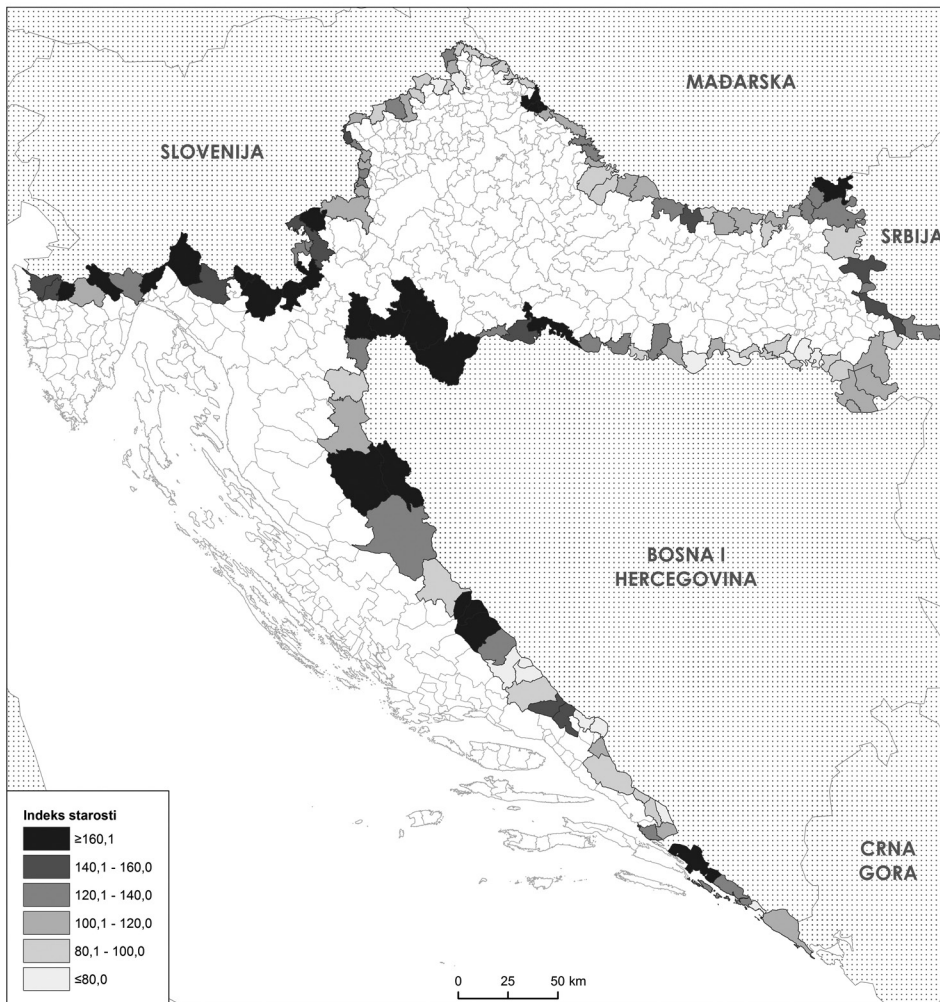 MAĐARSKA
SLOVENIJA
SRBIJA
BOSNA I
HERCEGOVINA
CRNA
GORA
Indeks starosti
≥160,1
140,1 - 160,0
120,1 - 140,0
100,1 - 120,0
80,1 - 100,0
≤80,0
0 25 50 km